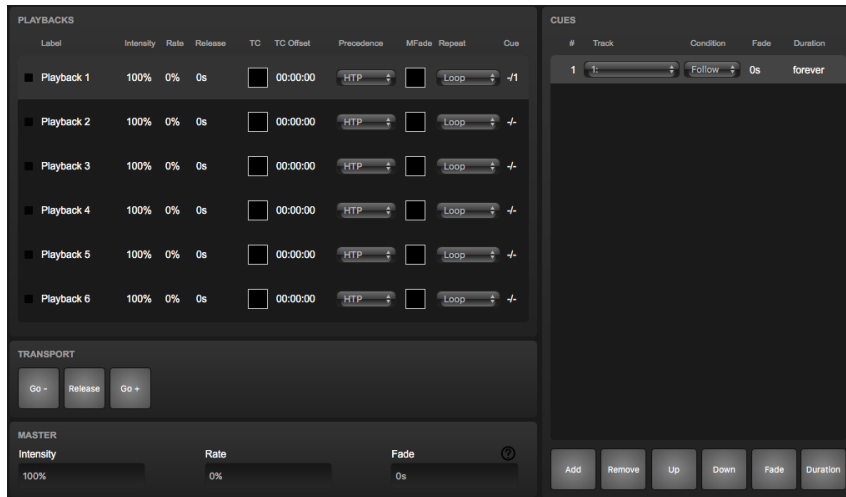 PLAYBACKS
Label Intensity Rate Release TC TC Offset Precedence MFade Repeat Cue
Playback 1 100% 0% 0s 00:00:00 HTP Loop -/1
Playback 2 100% 0% 0s 00:00:00 HTP Loop -/-
Playback 3 100% 0% 0s 00:00:00 HTP Loop -/-
Playback 4 100% 0% 0s 00:00:00 HTP Loop -/-
Playback 5 100% 0% 0s 00:00:00 HTP Loop -/-
Playback 6 100% 0% 0s 00:00:00 HTP Loop -/-
TRANSPORT
Go - Release Go +
MASTER
Intensity Rate Fade ?
100% 0% 0s
CUES
# Track Condition Fade Duration
1 1: Follow 0s forever
Add Remove Up Down Fade Duration